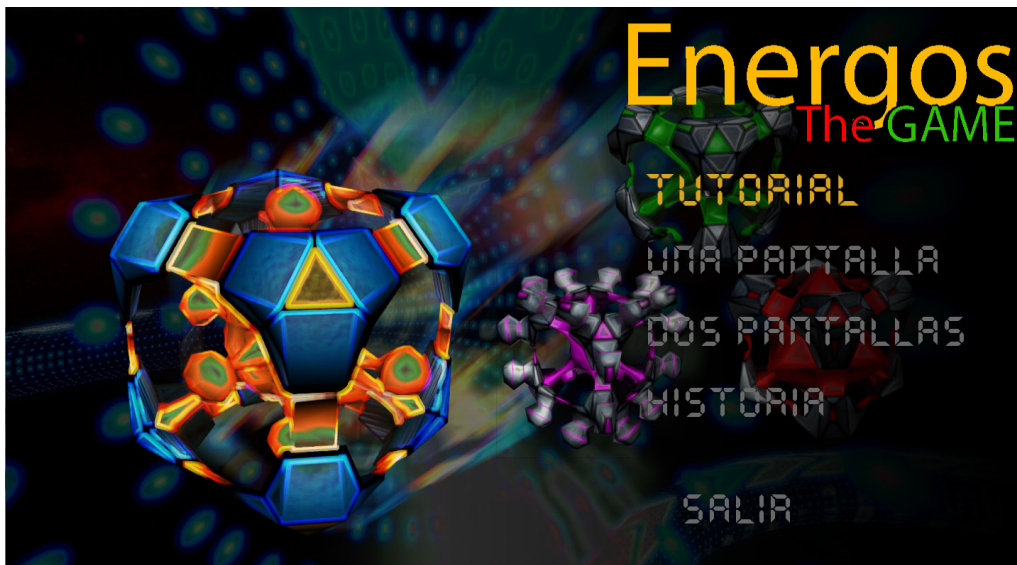 Energos
The GAME
TUTORIAL
UNA PANTALLA
DOS PANTALLAS
HISTORIA
SALIR